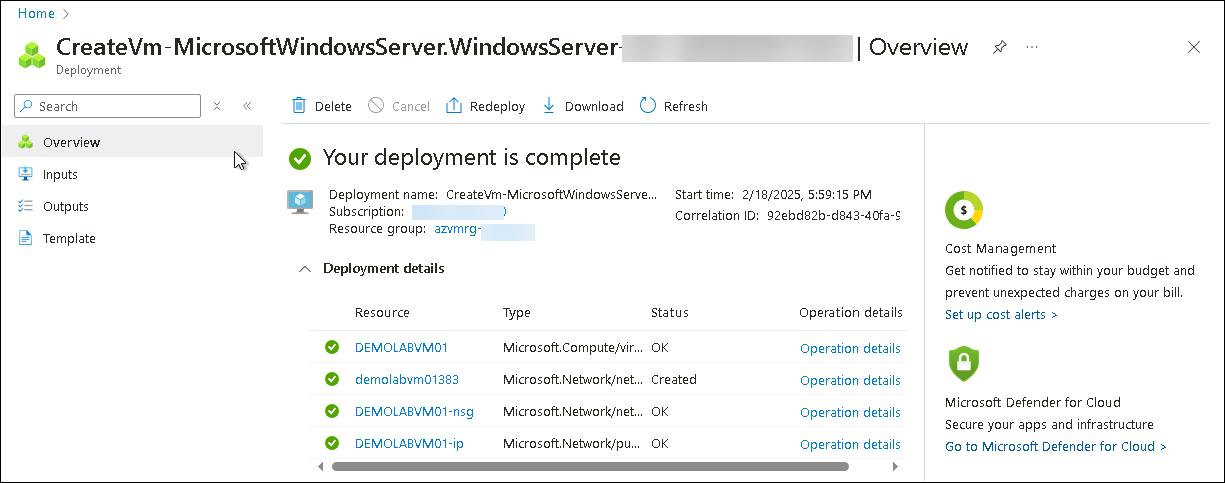 Home >
CreateVm-MicrosoftWindowsServer.WindowsServer- | Overview
Deployment
Search
Overview
Inputs
Outputs
Template
Delete Cancel Redeploy Download Refresh
Your deployment is complete
Deployment name: CreateVm-MicrosoftWindowsServe...
Subscription: )
Resource group: azvmrg-
Start time: 2/18/2025, 5:59:15 PM
Correlation ID: 92ebd82b-d843-40fa-9
Deployment details
Resource Type Status Operation details
DEMOLABVM01 Microsoft.Compute/vir... OK Operation details
demolabvm01383 Microsoft.Network/net... Created Operation details
DEMOLABVM01-nsg Microsoft.Network/net... OK Operation details
DEMOLABVM01-ip Microsoft.Network/pu... OK Operation details
Cost Management
Get notified to stay within your budget and
prevent unexpected charges on your bill.
Set up cost alerts >
Microsoft Defender for Cloud
Secure your apps and infrastructure
Go to Microsoft Defender for Cloud >